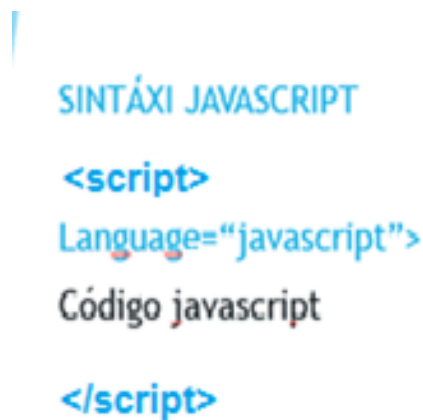 SINTÁXI JAVASCRIPT
<script>
Language=“javascript”>
Código javascript
</script>